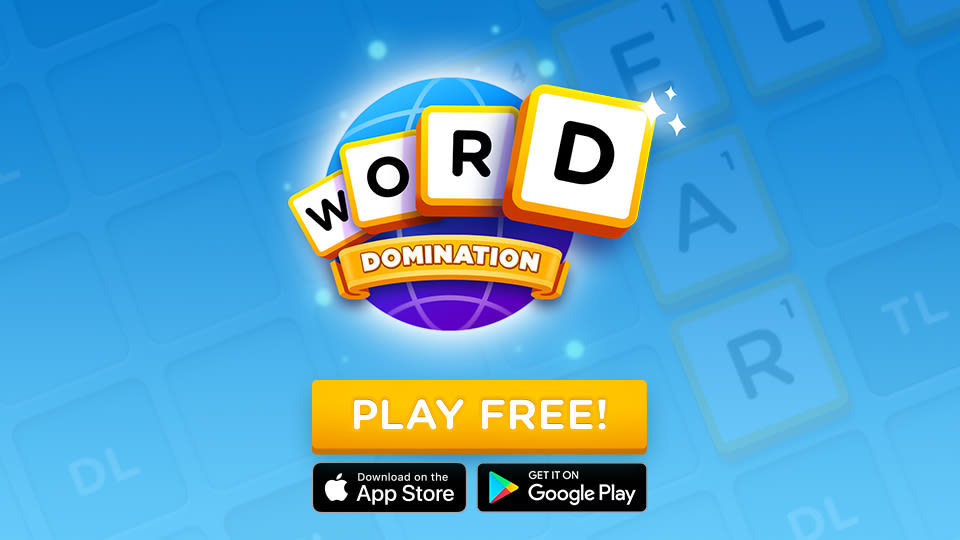 WORD
DOMINATION
PLAY FREE!
Download on the
App Store
GET IT ON
Google Play
E
L
A 1
R 1
TL
DL
DL